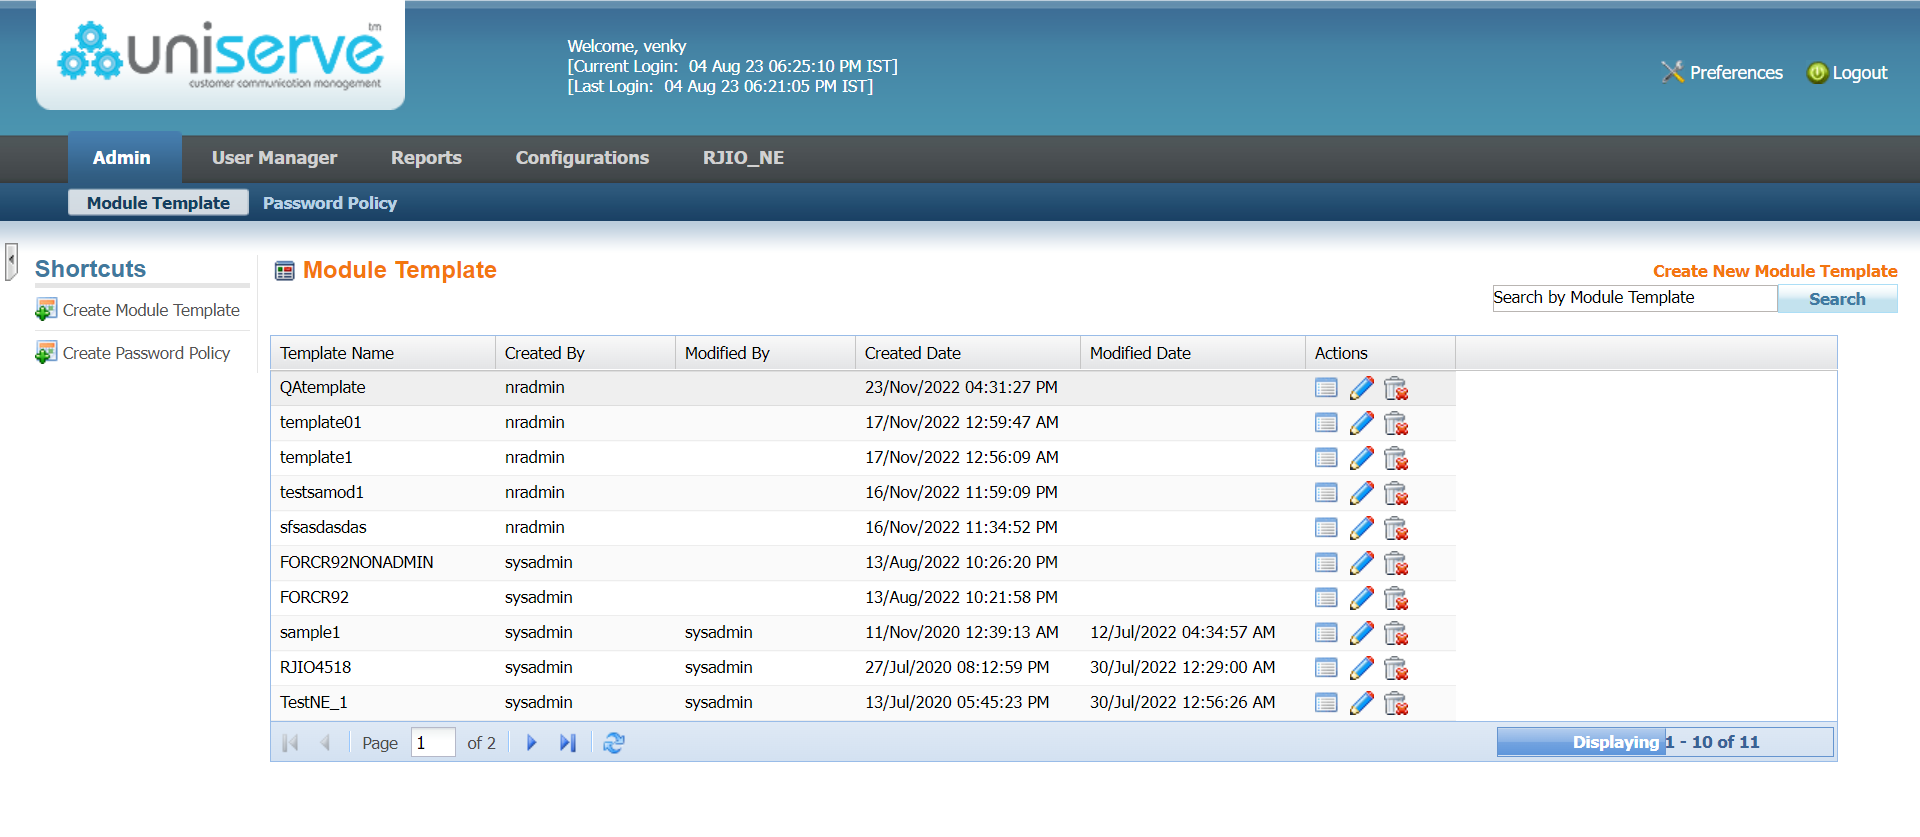 uniserve tm
customer communication management
Welcome, venky
[Current Login: 04 Aug 23 06:25:10 PM IST]
[Last Login: 04 Aug 23 06:21:05 PM IST]
Preferences
Logout
Admin
User Manager
Reports
Configurations
RJIO_NE
Module Template
Password Policy
Shortcuts
Create Module Template
Create Password Policy
Module Template
Create New Module Template
Search by Module Template
Search
Template Name Created By Modified By Created Date Modified Date Actions
QAtemplate nradmin 23/Nov/2022 04:31:27 PM
template01 nradmin 17/Nov/2022 12:59:47 AM
template1 nradmin 17/Nov/2022 12:56:09 AM
testsamod1 nradmin 16/Nov/2022 11:59:09 PM
sfsasdasdas nradmin 16/Nov/2022 11:34:52 PM
FORCR92NONADMIN sysadmin 13/Aug/2022 10:26:20 PM
FORCR92 sysadmin 13/Aug/2022 10:21:58 PM
sample1 sysadmin sysadmin 11/Nov/2020 12:39:13 AM 12/Jul/2022 04:34:57 AM
RJIO4518 sysadmin sysadmin 27/Jul/2020 08:12:59 PM 30/Jul/2022 12:29:00 AM
TestNE_1 sysadmin sysadmin 13/Jul/2020 05:45:23 PM 30/Jul/2022 12:56:26 AM
Page 1 of 2
Displaying 1 - 10 of 11